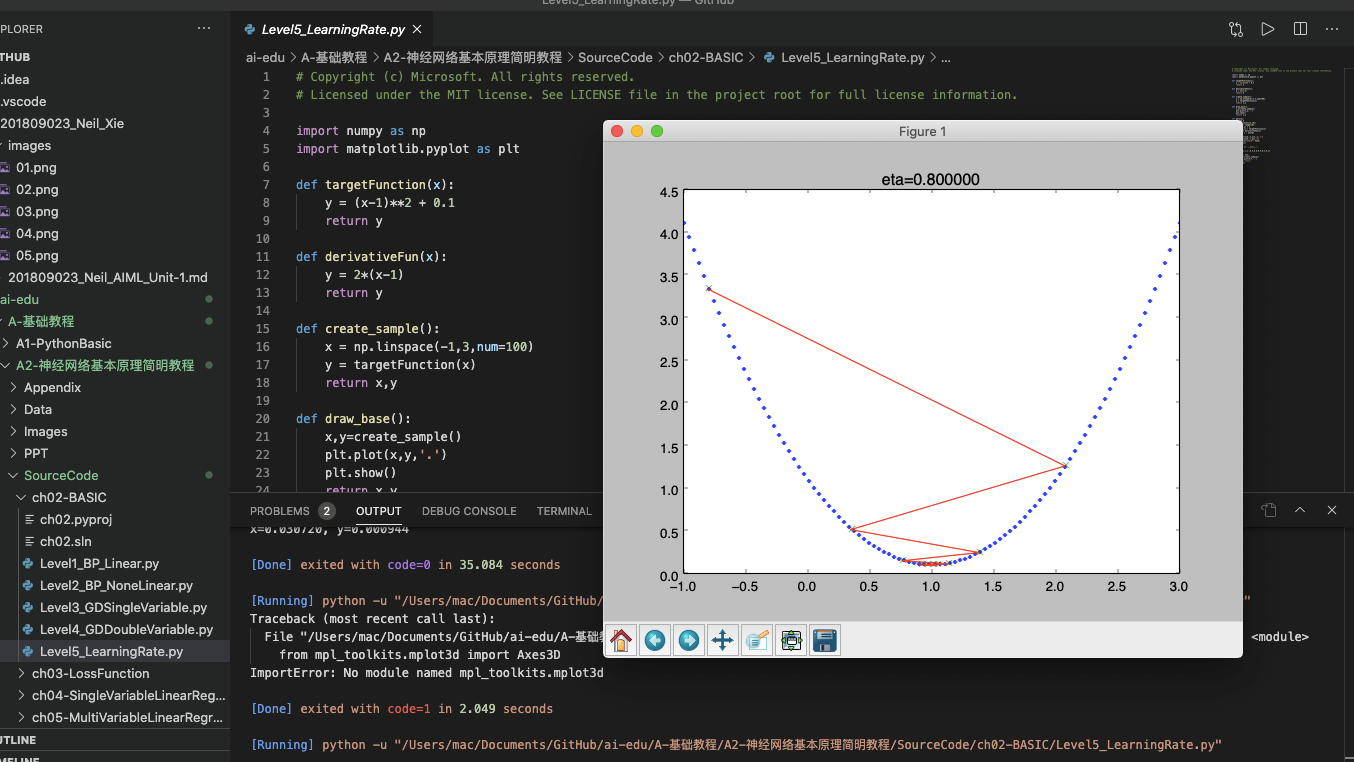 Level5_LearningRate.py — GitHub
PLORER ···
THUB
.idea
.vscode
201809023_Neil_Xie
images
01.png
02.png
03.png
04.png
05.png
201809023_Neil_AIML_Unit-1.md
ai-edu
A-基础教程
A1-PythonBasic
A2-神经网络基本原理简明教程
Appendix
Data
Images
PPT
SourceCode
ch02-BASIC
ch02.pyproj
ch02.sln
Level1_BP_Linear.py
Level2_BP_NoneLinear.py
Level3_GDSingleVariable.py
Level4_GDDoubleVariable.py
Level5_LearningRate.py
ch03-LossFunction
ch04-SingleVariableLinearReg...
ch05-MultiVariableLinearRegr...
UTLINE
MELINE
Level5_LearningRate.py
ai-edu > A-基础教程 > A2-神经网络基本原理简明教程 > SourceCode > ch02-BASIC > Level5_LearningRate.py > ...
1 # Copyright (c) Microsoft. All rights reserved.
2 # Licensed under the MIT license. See LICENSE file in the project root for full license information.
3
4 import numpy as np
5 import matplotlib.pyplot as plt
6
7 def targetFunction(x):
8 y = (x-1)**2 + 0.1
9 return y
10
11 def derivativeFun(x):
12 y = 2*(x-1)
13 return y
14
15 def create_sample():
16 x = np.linspace(-1,3,num=100)
17 y = targetFunction(x)
18 return x,y
19
20 def draw_base():
21 x,y=create_sample()
22 plt.plot(x,y,'.')
23 plt.show()
24 return x,y
Figure 1
eta=0.800000
4.5
4.0
3.5
3.0
2.5
2.0
1.5
1.0
0.5
0.0
−1.0 −0.5 0.0 0.5 1.0 1.5 2.0 2.5 3.0
PROBLEMS 2 OUTPUT DEBUG CONSOLE TERMINAL
x=0.030720, y=0.000944
[Done] exited with code=0 in 35.084 seconds
[Running] python -u "/Users/mac/Documents/GitHub/ "
Traceback (most recent call last):
File "/Users/mac/Documents/GitHub/ai-edu/A-基础 <module>
from mpl_toolkits.mplot3d import Axes3D
ImportError: No module named mpl_toolkits.mplot3d
[Done] exited with code=1 in 2.049 seconds
[Running] python -u "/Users/mac/Documents/GitHub/ai-edu/A-基础教程/A2-神经网络基本原理简明教程/SourceCode/ch02-BASIC/Level5_LearningRate.py"